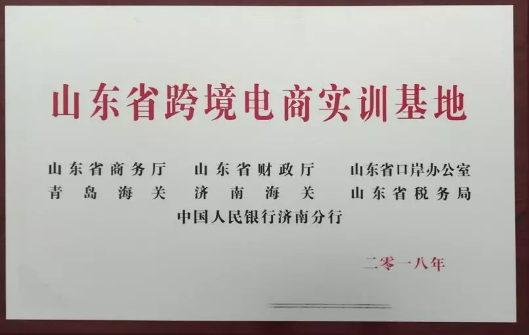 山东省跨境电商实训基地
山东省商务厅 山东省财政厅 山东省口岸办公室
青岛海关 济南海关 山东省税务局
中国人民银行济南分行
二零一八年